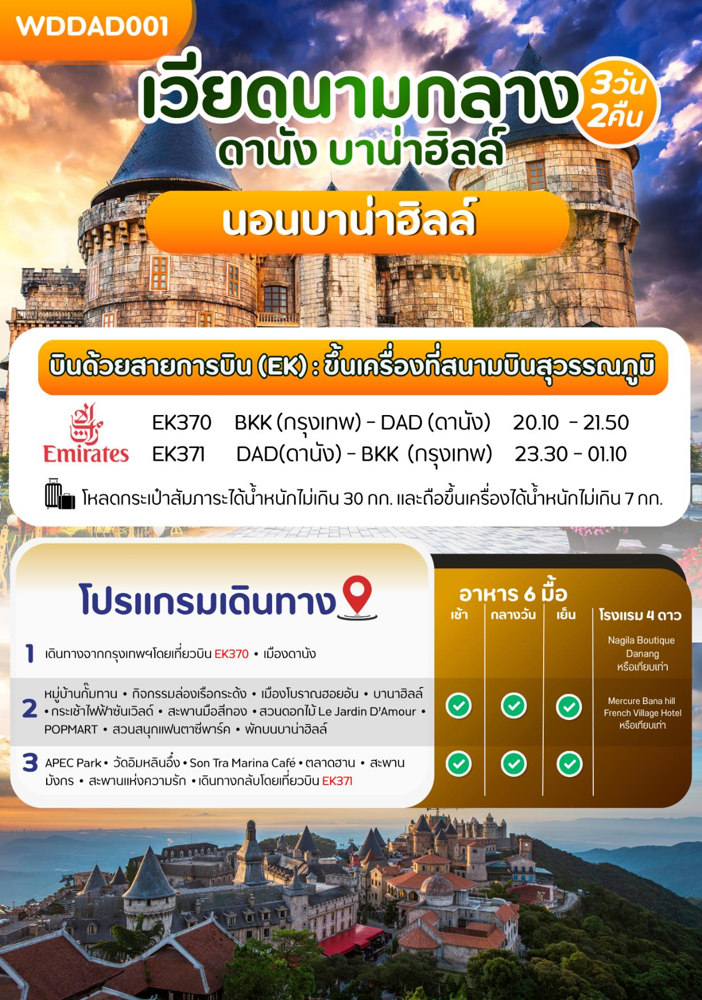 WDDAD001
เวียดนามกลาง
3วัน
2คืน
ดานัง บาน่าฮิลล์
นอนบาน่าฮิลล์
บินด้วยสายการบิน (EK) : ขึ้นเครื่องที่สนามบินสุวรรณภูมิ
Emirates
EK370 BKK (กรุงเทพ) - DAD (ดานัง) 20.10 - 21.50
EK371 DAD(ดานัง) - BKK (กรุงเทพ) 23.30 - 01.10
โหลดกระเป๋าสัมภาระได้น้ำหนักไม่เกิน 30 กก. และถือขึ้นเครื่องได้น้ำหนักไม่เกิน 7 กก.
โปรแกรมเดินทาง
อาหาร 6 มื้อ
เช้า กลางวัน เย็น โรงแรม 4 ดาว
1 เดินทางจากกรุงเทพฯโดยเที่ยวบิน EK370 • เมืองดานัง
Nagila Boutique
Danang
หรือเทียบเท่า
2 หมู่บ้านกั๊มทาน • กิจกรรมล่องเรือกระด้ง • เมืองโบราณฮอยอัน • บานาฮิลล์
• กระเช้าไฟฟ้าซันเวิลด์ • สะพานมือสีทอง • สวนดอกไม้ Le Jardin D'Amour •
POPMART • สวนสนุกแฟนตาซีพาร์ค • พักบนบาน่าฮิลล์
Mercure Bana hill
French Village Hotel
หรือเทียบเท่า
3 APEC Park • วัดอิมหลินอึ๋ง • Son Tra Marina Café • ตลาดฮาน • สะพาน
มังกร • สะพานแห่งความรัก • เดินทางกลับโดยเที่ยวบิน EK371